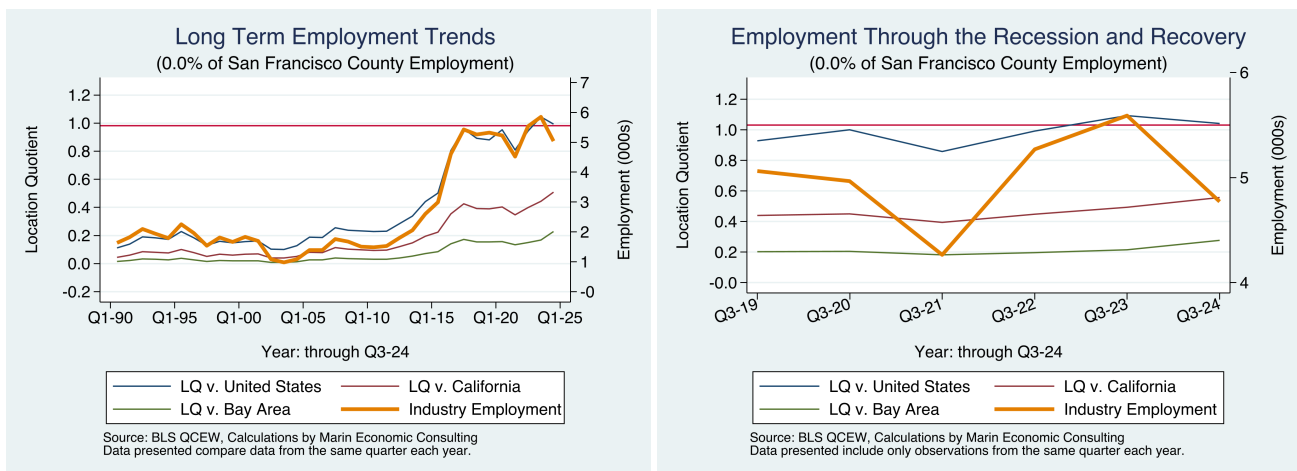 Long Term Employment Trends
(0.0% of San Francisco County Employment)
Location Quotient
1.2
1.0
0.8
0.6
0.4
0.2
0.0
-0.2
7
6
5
4
3
2
1
-0
Employment (000s)
Q1-90 Q1-95 Q1-00 Q1-05 Q1-10 Q1-15 Q1-20 Q1-25
Year: through Q3-24
LQ v. United States LQ v. California
LQ v. Bay Area Industry Employment
Source: BLS QCEW, Calculations by Marin Economic Consulting
Data presented compare data from the same quarter each year.
Employment Through the Recession and Recovery
(0.0% of San Francisco County Employment)
Location Quotient
1.2
1.0
0.8
0.6
0.4
0.2
-0.0
6
5
4
Employment (000s)
Q3-19 Q3-20 Q3-21 Q3-22 Q3-23 Q3-24
Year: through Q3-24
LQ v. United States LQ v. California
LQ v. Bay Area Industry Employment
Source: BLS QCEW, Calculations by Marin Economic Consulting
Data presented include only observations from the same quarter each year.